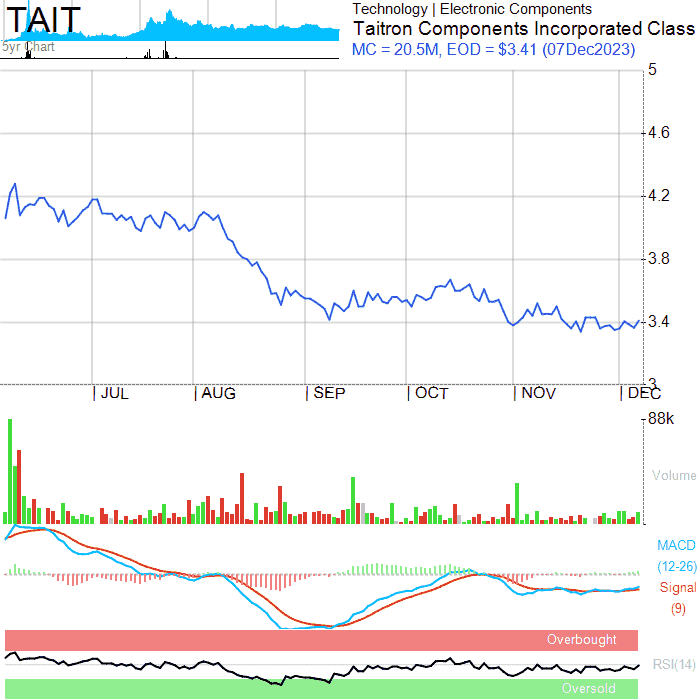 TAIT
5yr Chart
Technology | Electronic Components
Taitron Components Incorporated Class
MC = 20.5M, EOD = $3.41 (07Dec2023)
5
4.6
4.2
3.8
3.4
3
JUL AUG SEP OCT NOV DEC
88k
Volume
MACD
(12-26)
Signal
(9)
Overbought
RSI(14)
Oversold